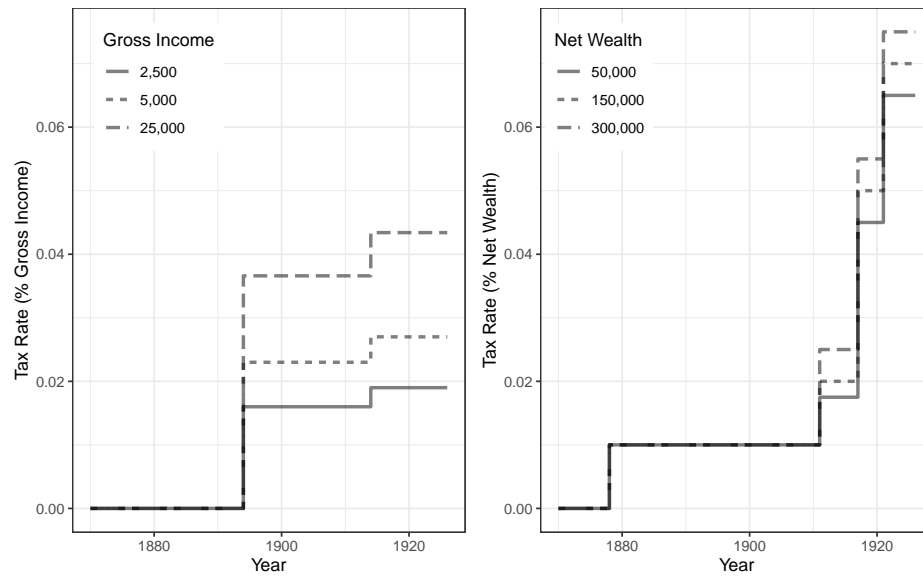 Gross Income
2,500
5,000
25,000
Tax Rate (% Gross Income)
0.06
0.04
0.02
0.00
1880 1900 1920
Year
Net Wealth
50,000
150,000
300,000
Tax Rate (% Net Wealth)
0.06
0.04
0.02
0.00
1880 1900 1920
Year